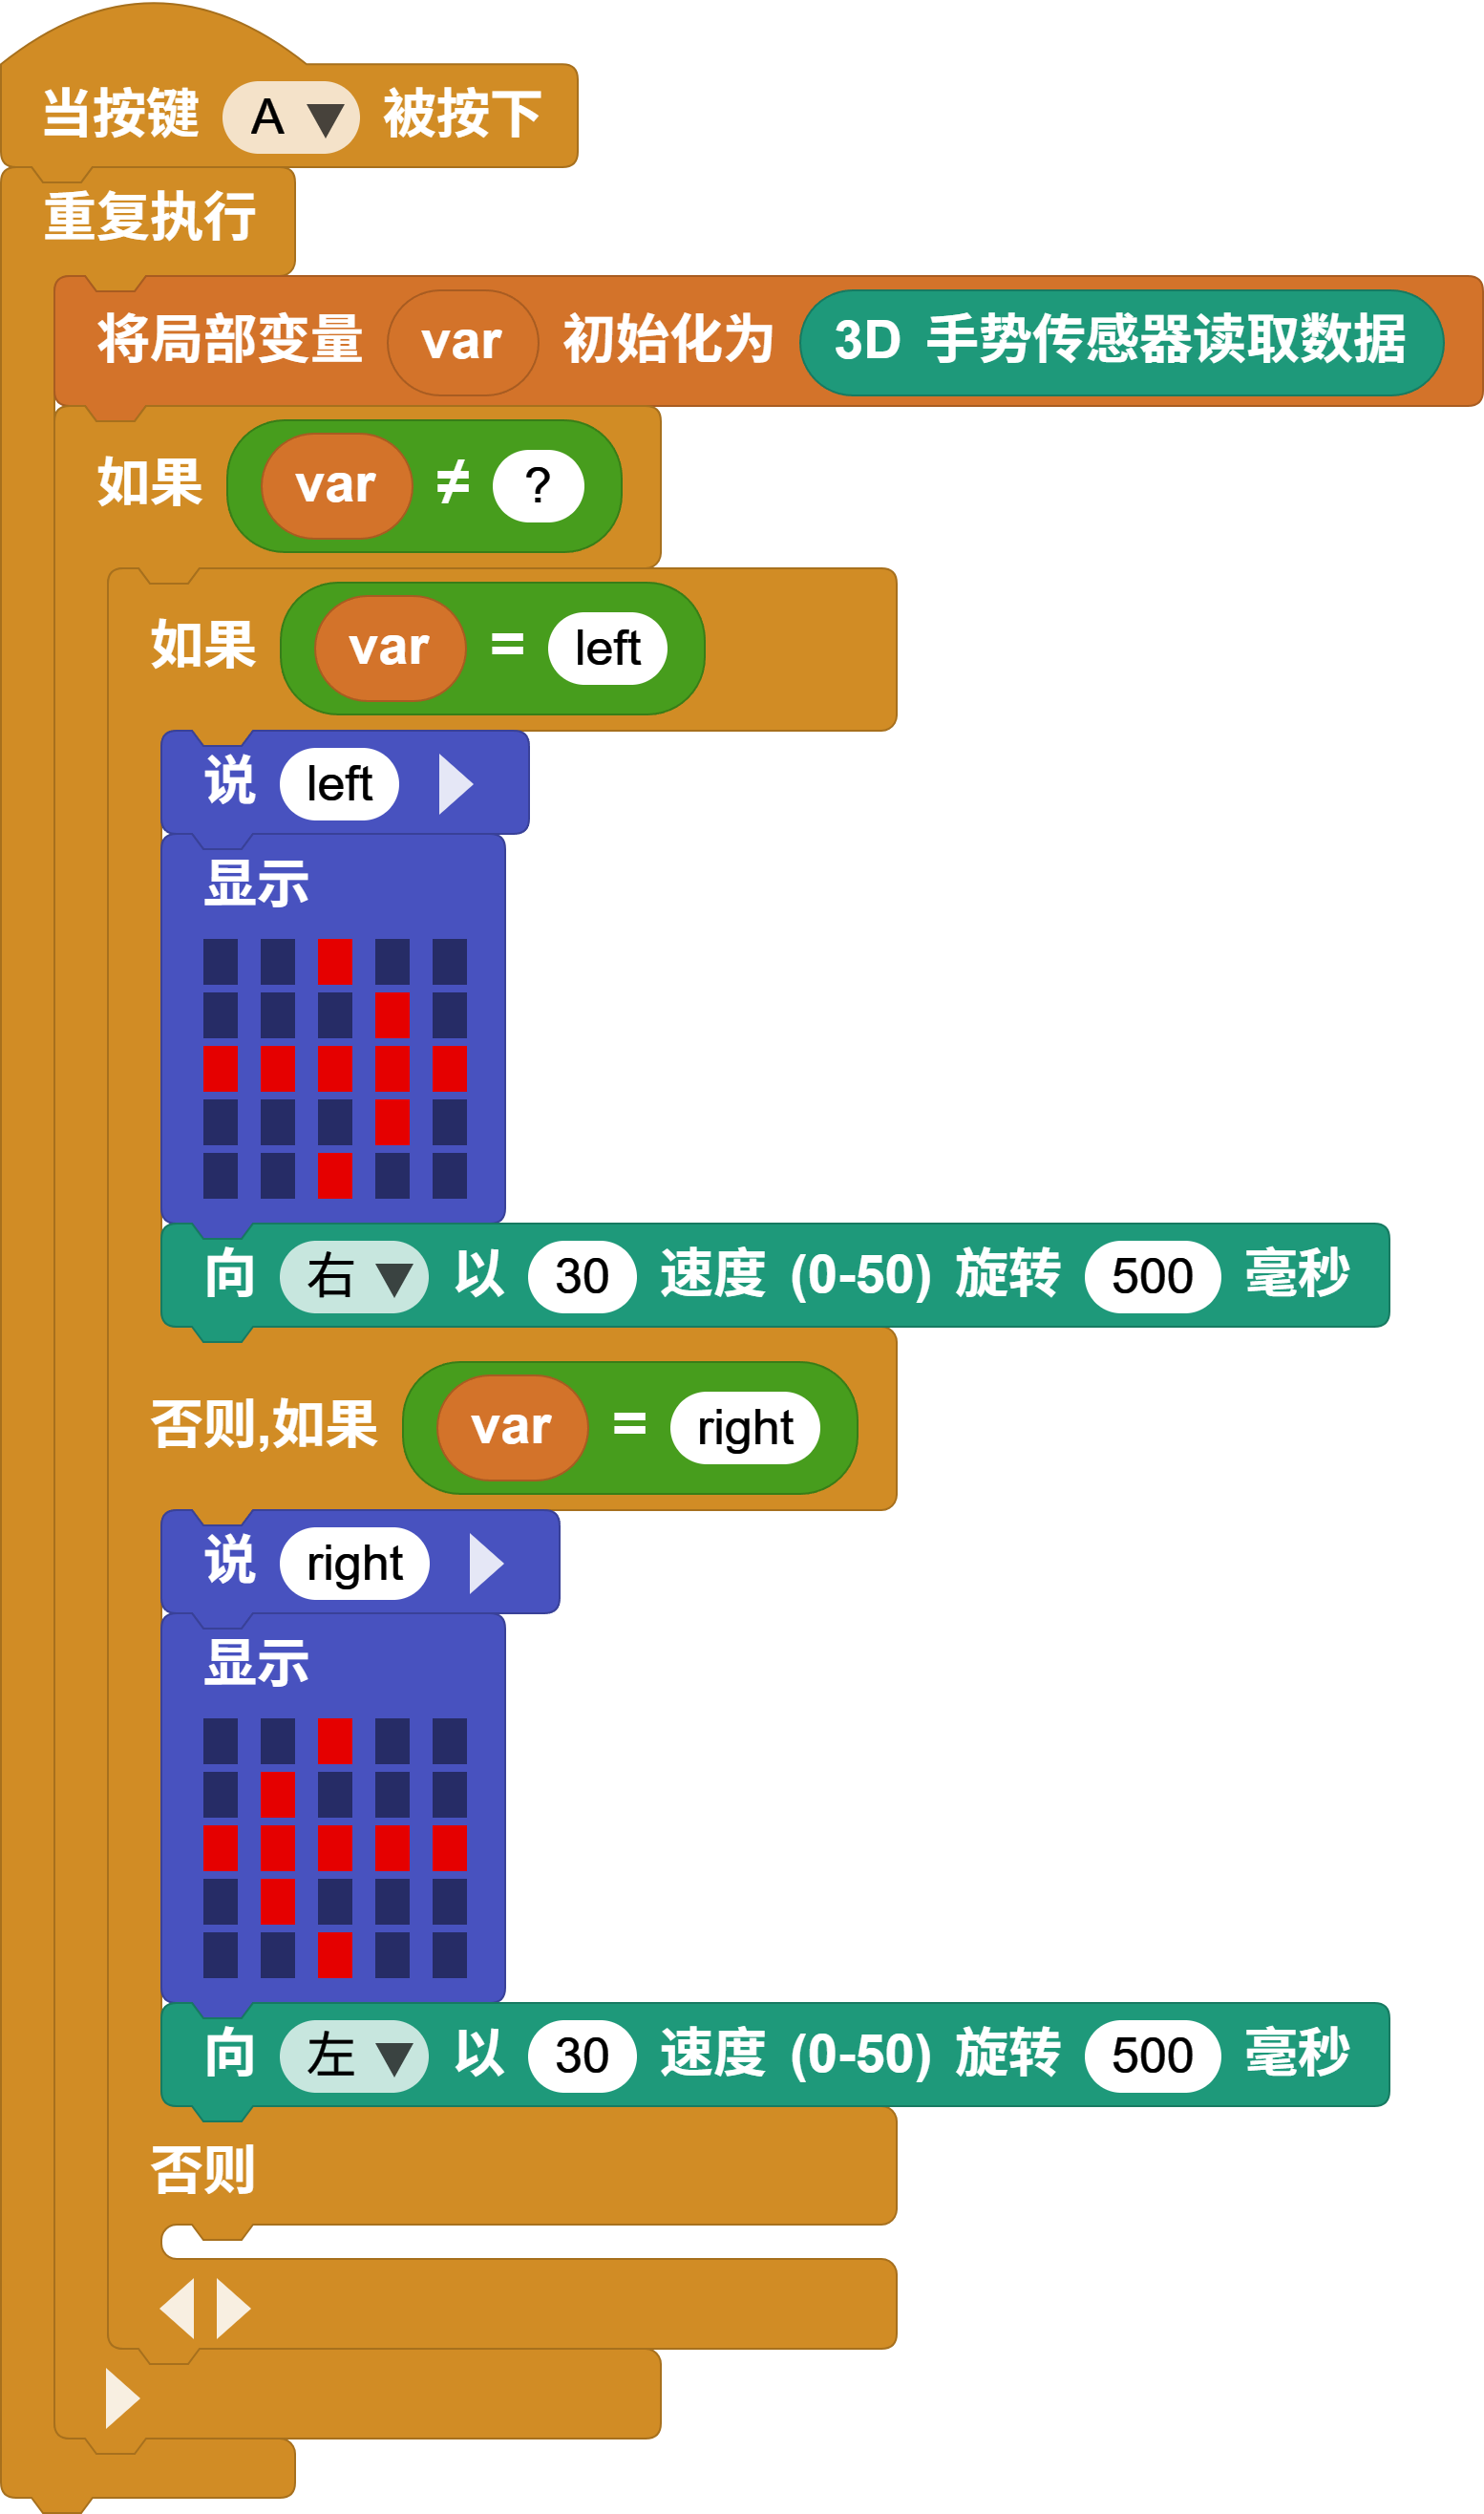 当按键 A 被按下
重复执行
将局部变量 var 初始化为 3D 手势传感器读取数据
如果 var ≠ ?
如果 var = left
说 left
显示
向 右 以 30 速度 (0-50) 旋转 500 毫秒
否则,如果 var = right
说 right
显示
向 左 以 30 速度 (0-50) 旋转 500 毫秒
否则